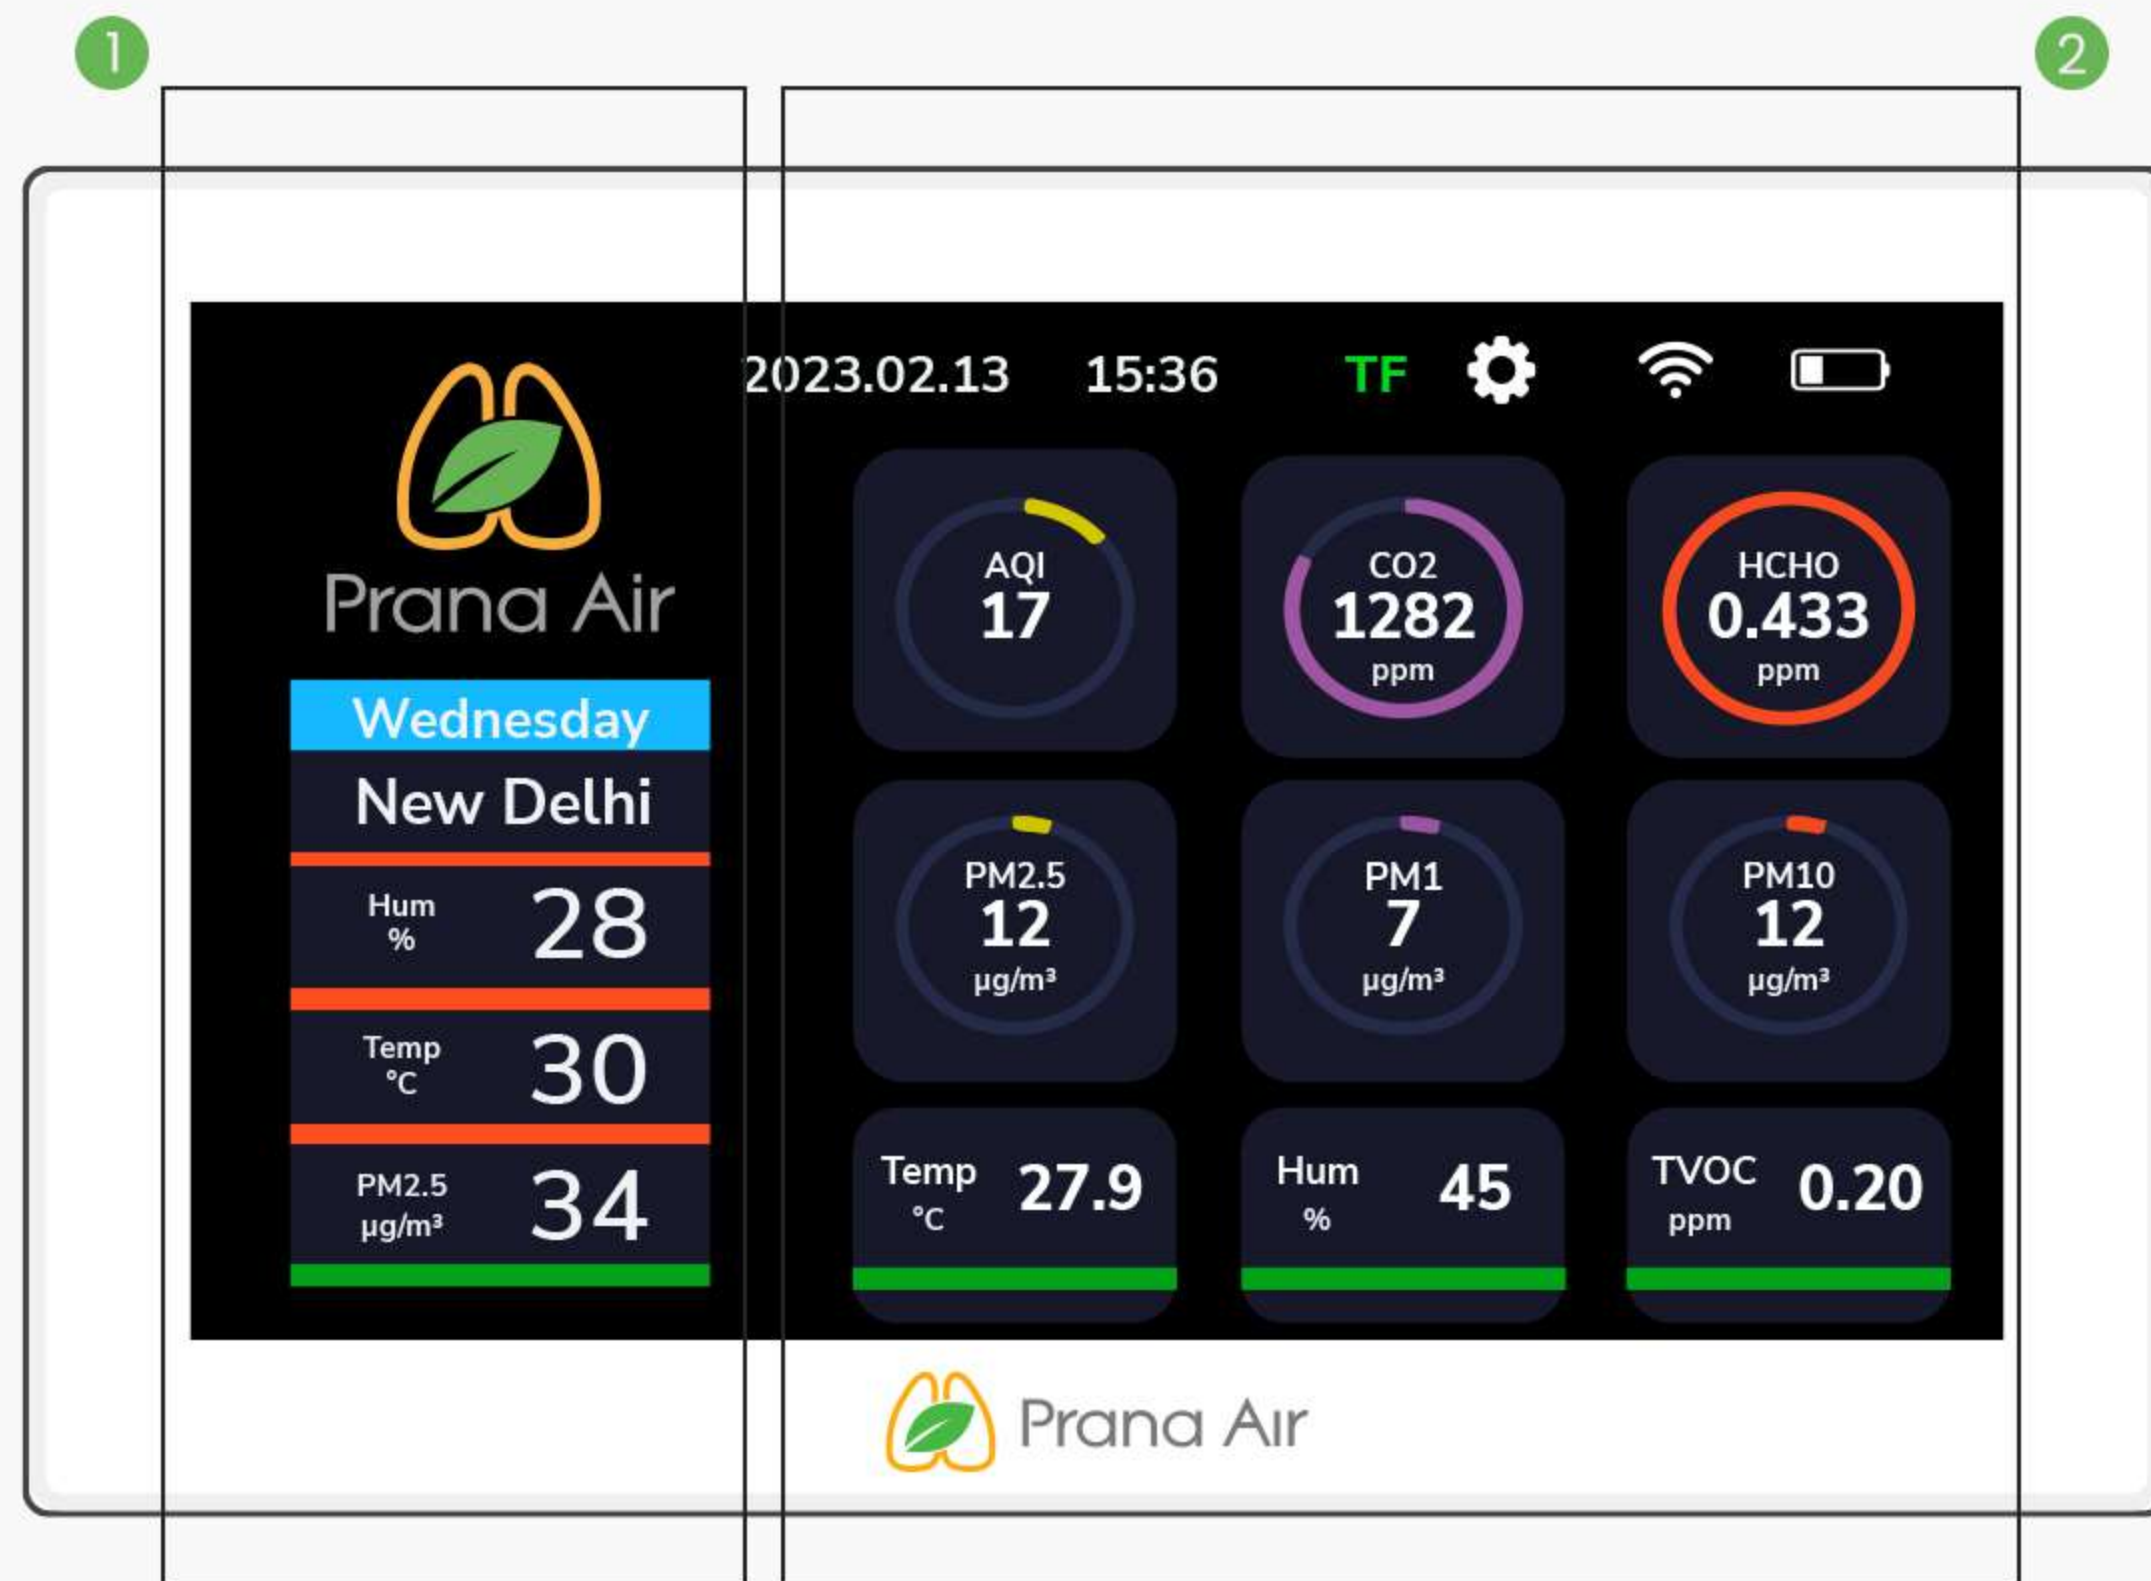 1
2
2023.02.13 15:36 TF
Prana Air
Wednesday
New Delhi
Hum
%
28
Temp
°C
30
PM2.5
µg/m³
34
AQI
17
CO2
1282
ppm
HCHO
0.433
ppm
PM2.5
12
µg/m³
PM1
7
µg/m³
PM10
12
µg/m³
Temp
°C
27.9
Hum
%
45
TVOC
ppm
0.20
Prana Air